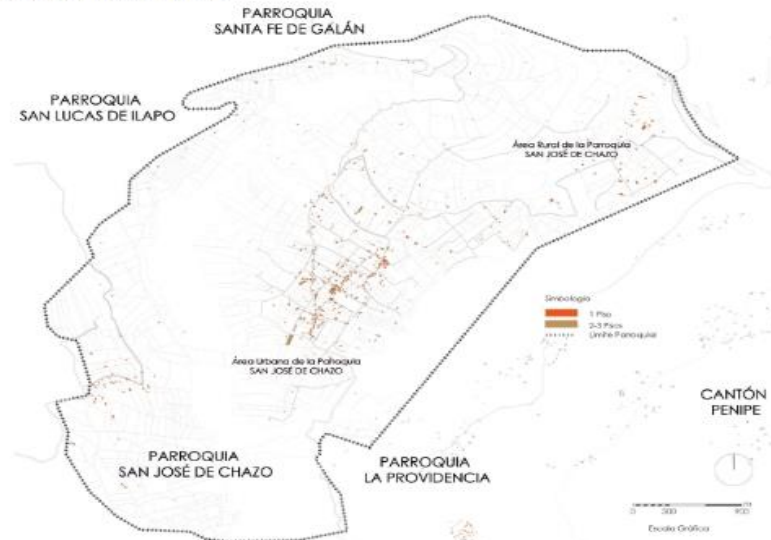 PARROQUIA
SANTA FE DE GALÁN
PARROQUIA
SAN LUCAS DE ILAPO
Área Rural de la Parroquia
SAN JOSÉ DE CHAZO
Simbología
1 Piso
2-3 Pisos
Límite Parroquial
Área Urbana de la Parroquia
SAN JOSÉ DE CHAZO
CANTÓN
PENIPE
PARROQUIA
SAN JOSÉ DE CHAZO
PARROQUIA
LA PROVIDENCIA
0 300 900
Escala Gráfica